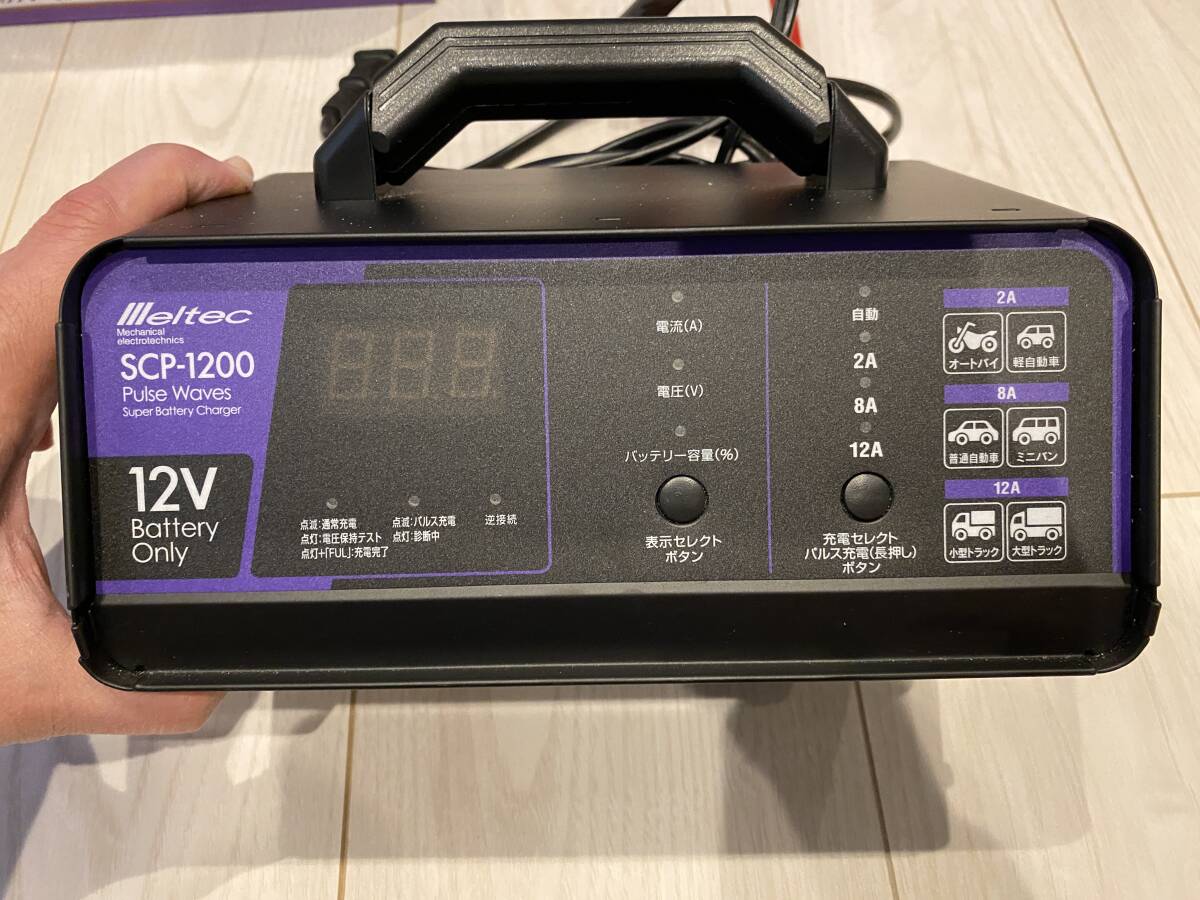 Meltec
Mechanical
electrotechnics
SCP-1200
Pulse Waves
Super Battery Charger
12V
Battery
Only
点滅:通常充電
点灯:電圧保持テスト
点灯+「FUL」:充電完了
点滅:パルス充電
点灯:診断中
逆接続
電流(A)
電圧(V)
バッテリー容量(%)
表示セレクト
ボタン
自動
2A
8A
12A
充電セレクト
パルス充電(長押し)
ボタン
2A
オートバイ
軽自動車
8A
普通自動車
ミニバン
12A
小型トラック
大型トラック